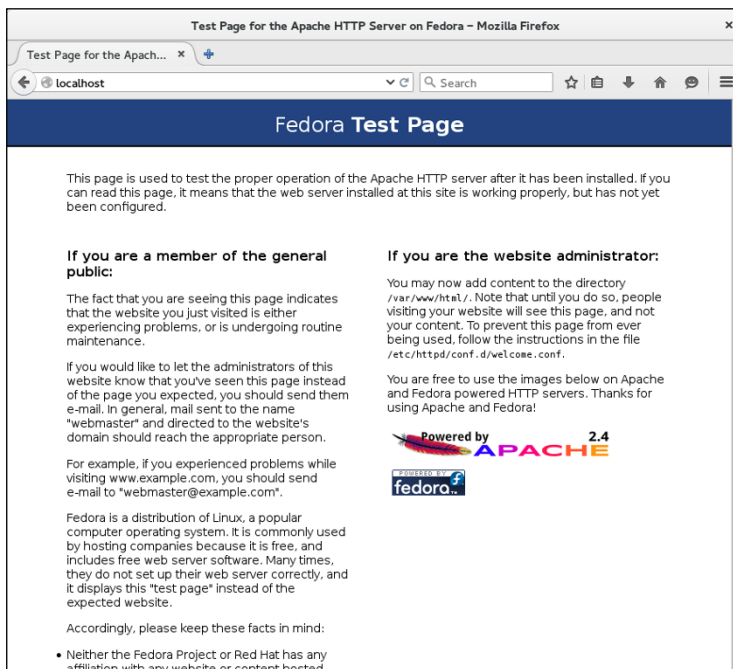 Test Page for the Apache HTTP Server on Fedora – Mozilla Firefox
Test Page for the Apach...
localhost
Search
Fedora Test Page
This page is used to test the proper operation of the Apache HTTP server after it has been installed. If you
can read this page, it means that the web server installed at this site is working properly, but has not yet
been configured.
If you are a member of the general
public:
The fact that you are seeing this page indicates
that the website you just visited is either
experiencing problems, or is undergoing routine
maintenance.
If you would like to let the administrators of this
website know that you've seen this page instead
of the page you expected, you should send them
e-mail. In general, mail sent to the name
"webmaster" and directed to the website's
domain should reach the appropriate person.
For example, if you experienced problems while
visiting www.example.com, you should send
e-mail to "webmaster@example.com".
Fedora is a distribution of Linux, a popular
computer operating system. It is commonly used
by hosting companies because it is free, and
includes free web server software. Many times,
they do not set up their web server correctly, and
it displays this "test page" instead of the
expected website.
Accordingly, please keep these facts in mind:
• Neither the Fedora Project or Red Hat has any
affiliation with any website or content hosted
If you are the website administrator:
You may now add content to the directory
/var/www/html/. Note that until you do so, people
visiting your website will see this page, and not
your content. To prevent this page from ever
being used, follow the instructions in the file
/etc/httpd/conf.d/welcome.conf.
You are free to use the images below on Apache
and Fedora powered HTTP servers. Thanks for
using Apache and Fedora!
Powered by 2.4
APACHE
POWERED BY
fedora